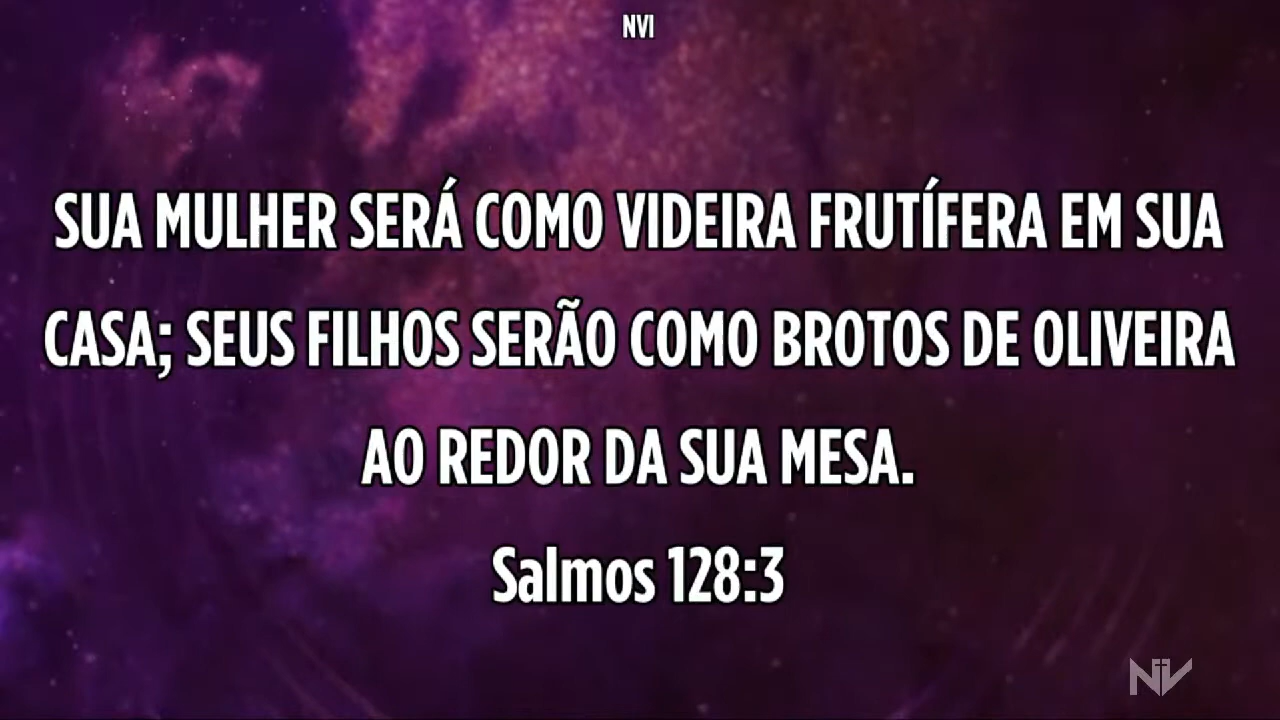 NVI
SUA MULHER SERÁ COMO VIDEIRA FRUTÍFERA EM SUA
CASA; SEUS FILHOS SERÃO COMO BROTOS DE OLIVEIRA
AO REDOR DA SUA MESA.
Salmos 128:3
NV